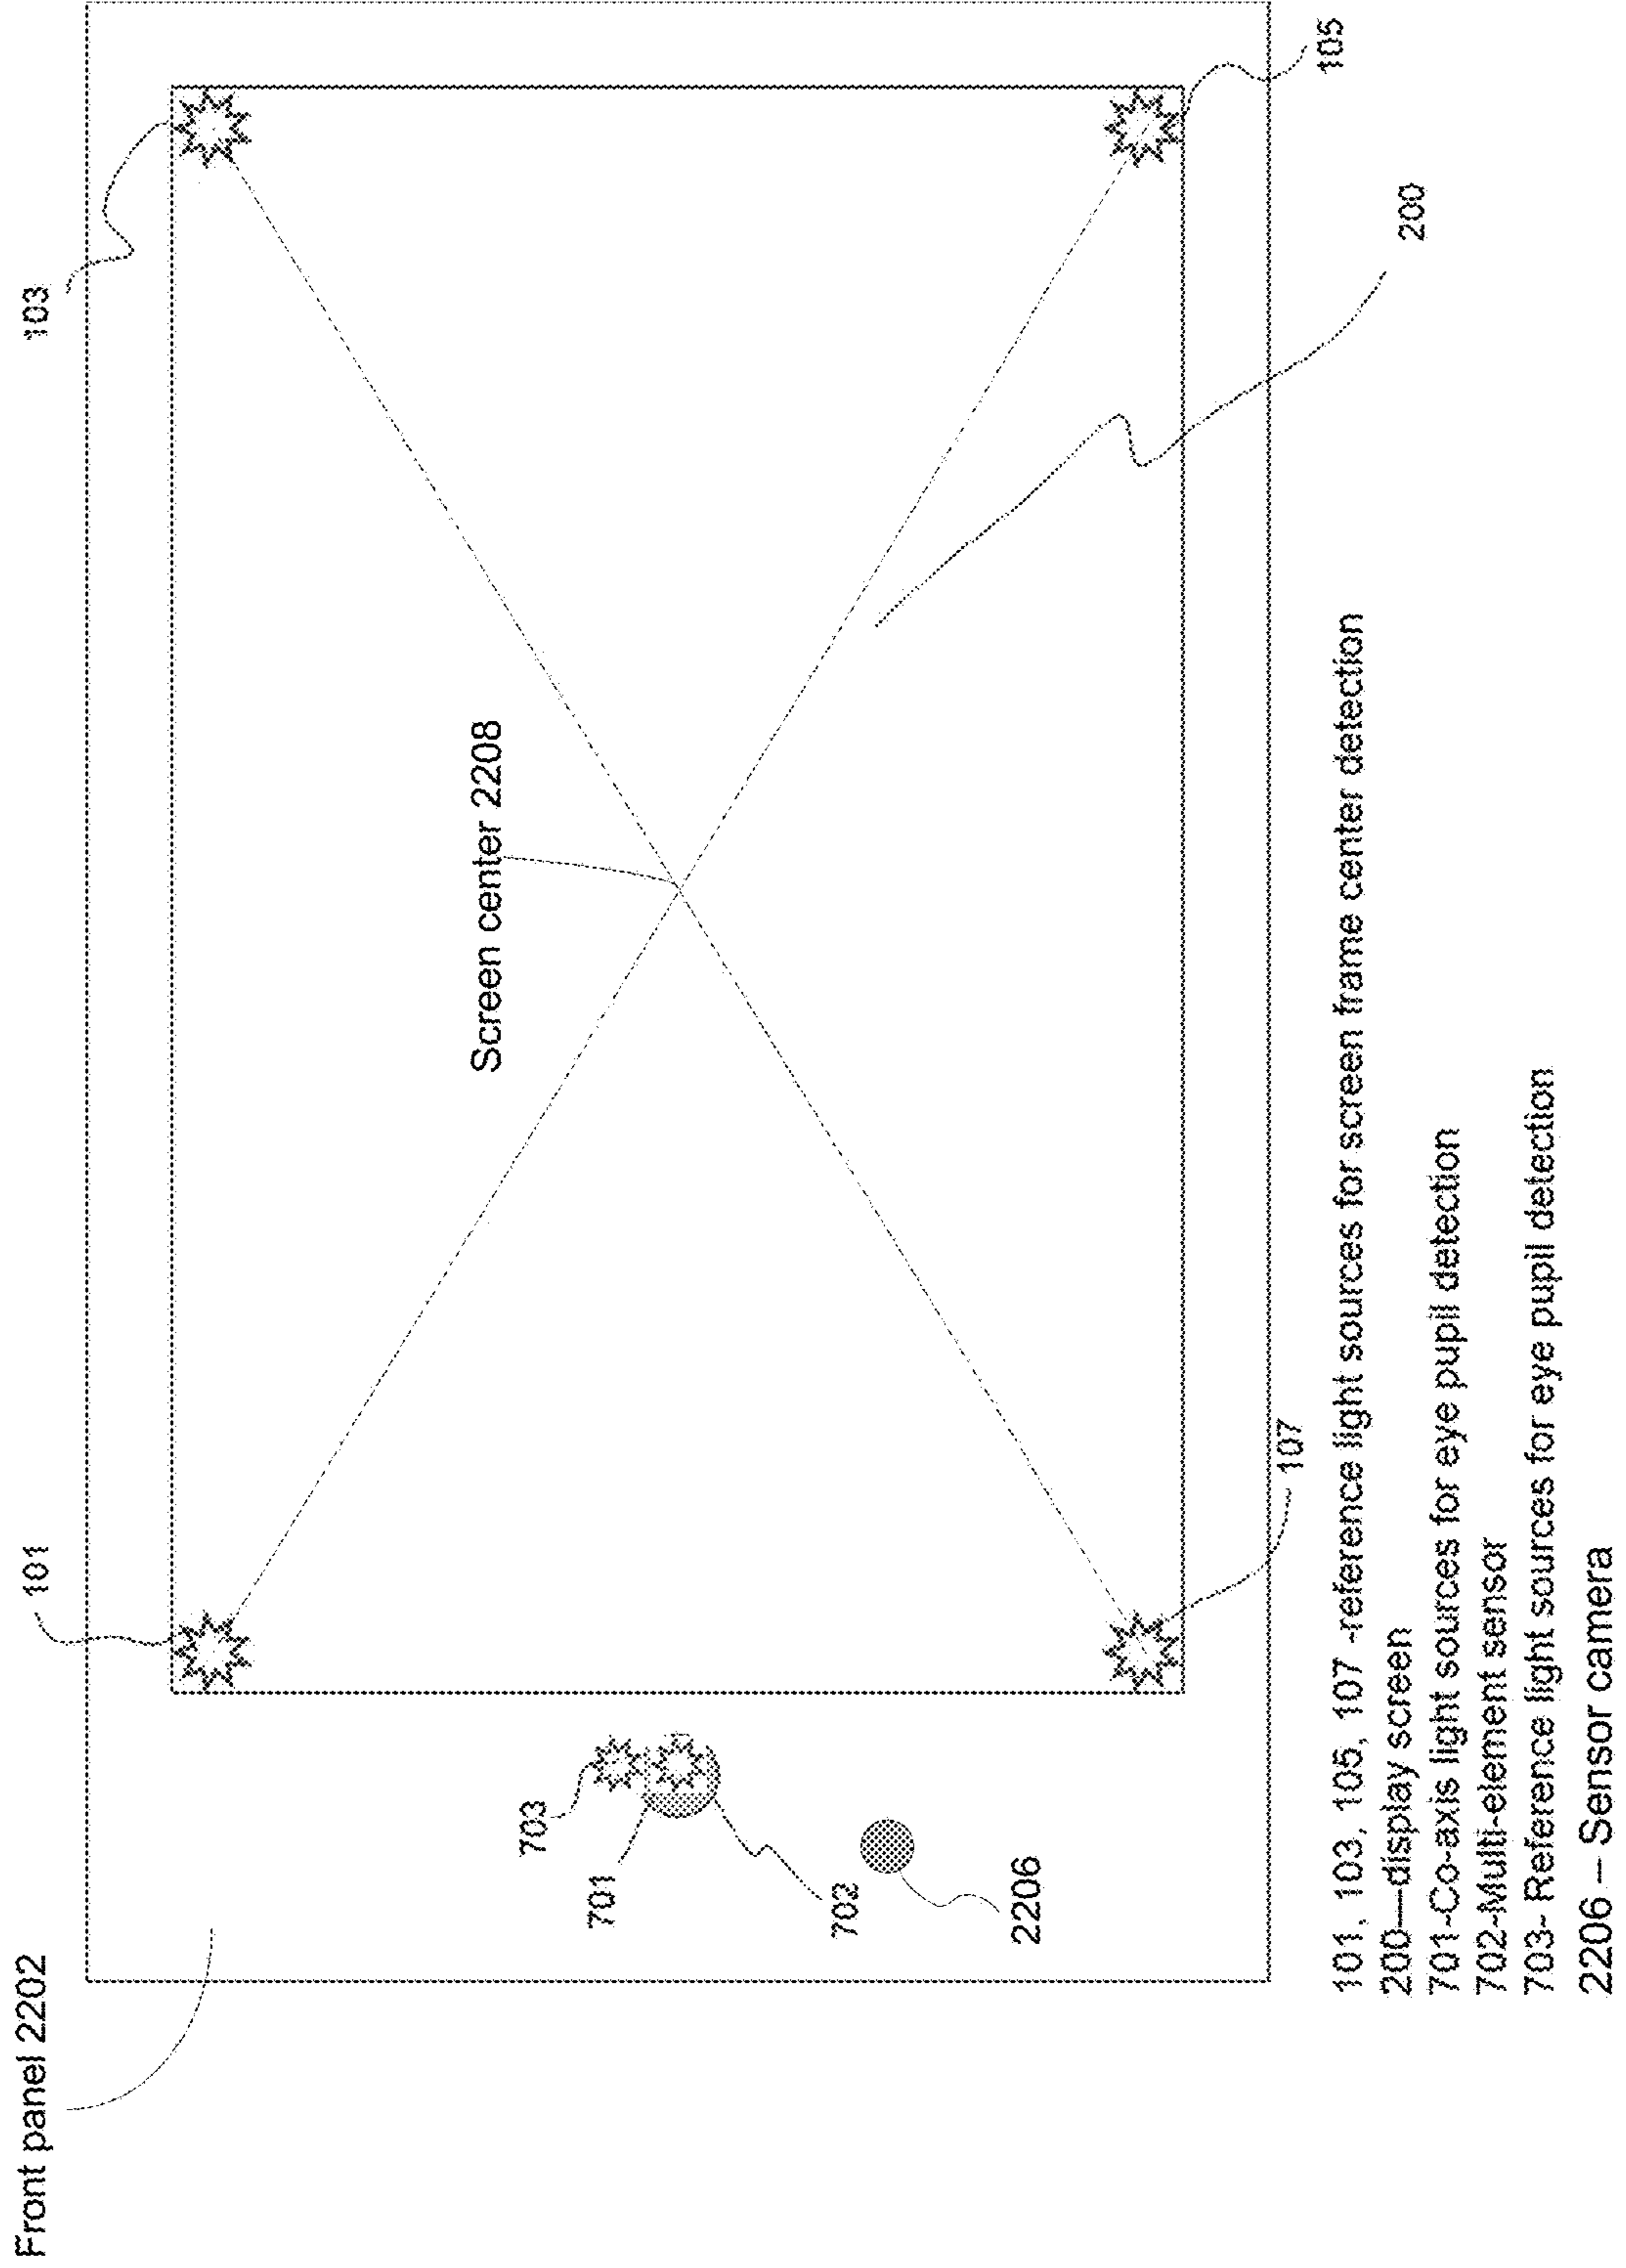 Front panel 2202
101
103
Screen center 2208
703
701
702
2206
107
200
105
101, 103, 105, 107 -reference light sources for screen frame center detection
200—display screen
701-Co-axis light sources for eye pupil detection
702-Multi-element sensor
703- Reference light sources for eye pupil detection
2206 – Sensor camera